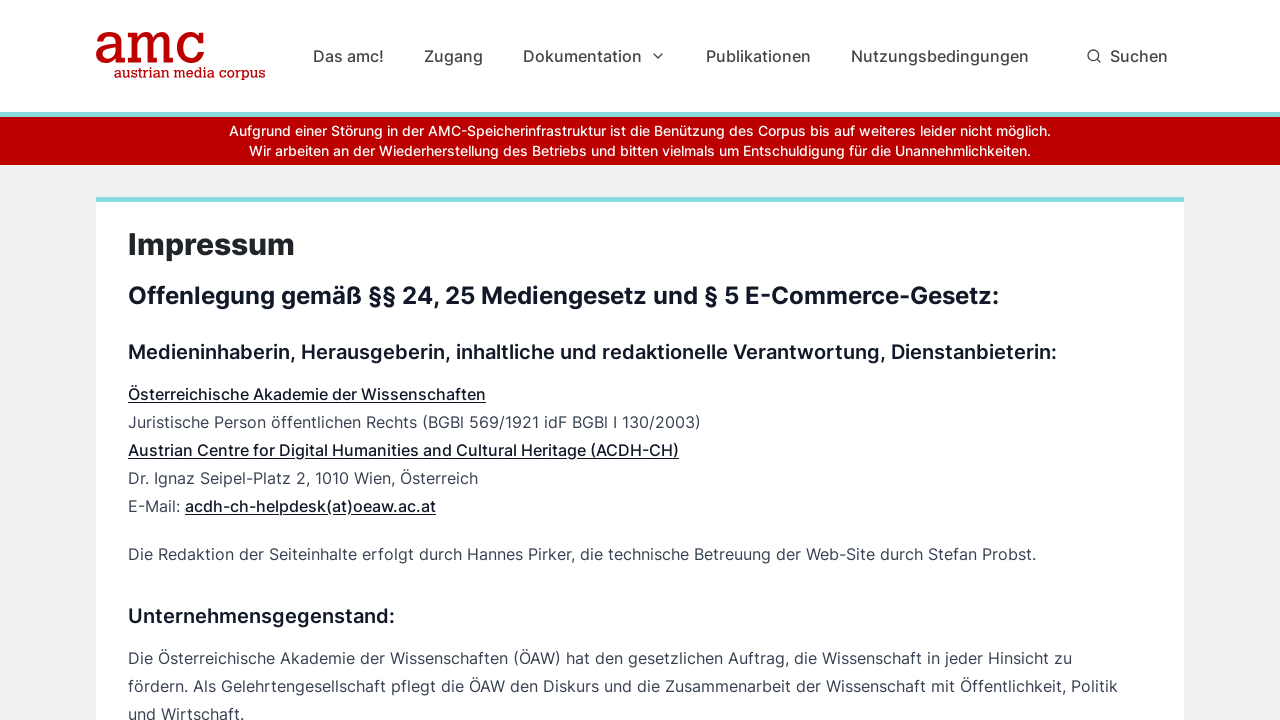 amc
austrian media corpus
Das amc!
Zugang
Dokumentation
Publikationen
Nutzungsbedingungen
Suchen
Aufgrund einer Störung in der AMC-Speicherinfrastruktur ist die Benützung des Corpus bis auf weiteres leider nicht möglich.
Wir arbeiten an der Wiederherstellung des Betriebs und bitten vielmals um Entschuldigung für die Unannehmlichkeiten.
Impressum
Offenlegung gemäß §§ 24, 25 Mediengesetz und § 5 E-Commerce-Gesetz:
Medieninhaberin, Herausgeberin, inhaltliche und redaktionelle Verantwortung, Dienstanbieterin:
Österreichische Akademie der Wissenschaften
Juristische Person öffentlichen Rechts (BGBl 569/1921 idF BGBl I 130/2003)
Austrian Centre for Digital Humanities and Cultural Heritage (ACDH-CH)
Dr. Ignaz Seipel-Platz 2, 1010 Wien, Österreich
E-Mail: acdh-ch-helpdesk(at)oeaw.ac.at
Die Redaktion der Seiteinhalte erfolgt durch Hannes Pirker, die technische Betreuung der Web-Site durch Stefan Probst.
Unternehmensgegenstand:
Die Österreichische Akademie der Wissenschaften (ÖAW) hat den gesetzlichen Auftrag, die Wissenschaft in jeder Hinsicht zu
fördern. Als Gelehrtengesellschaft pflegt die ÖAW den Diskurs und die Zusammenarbeit der Wissenschaft mit Öffentlichkeit, Politik
und Wirtschaft.